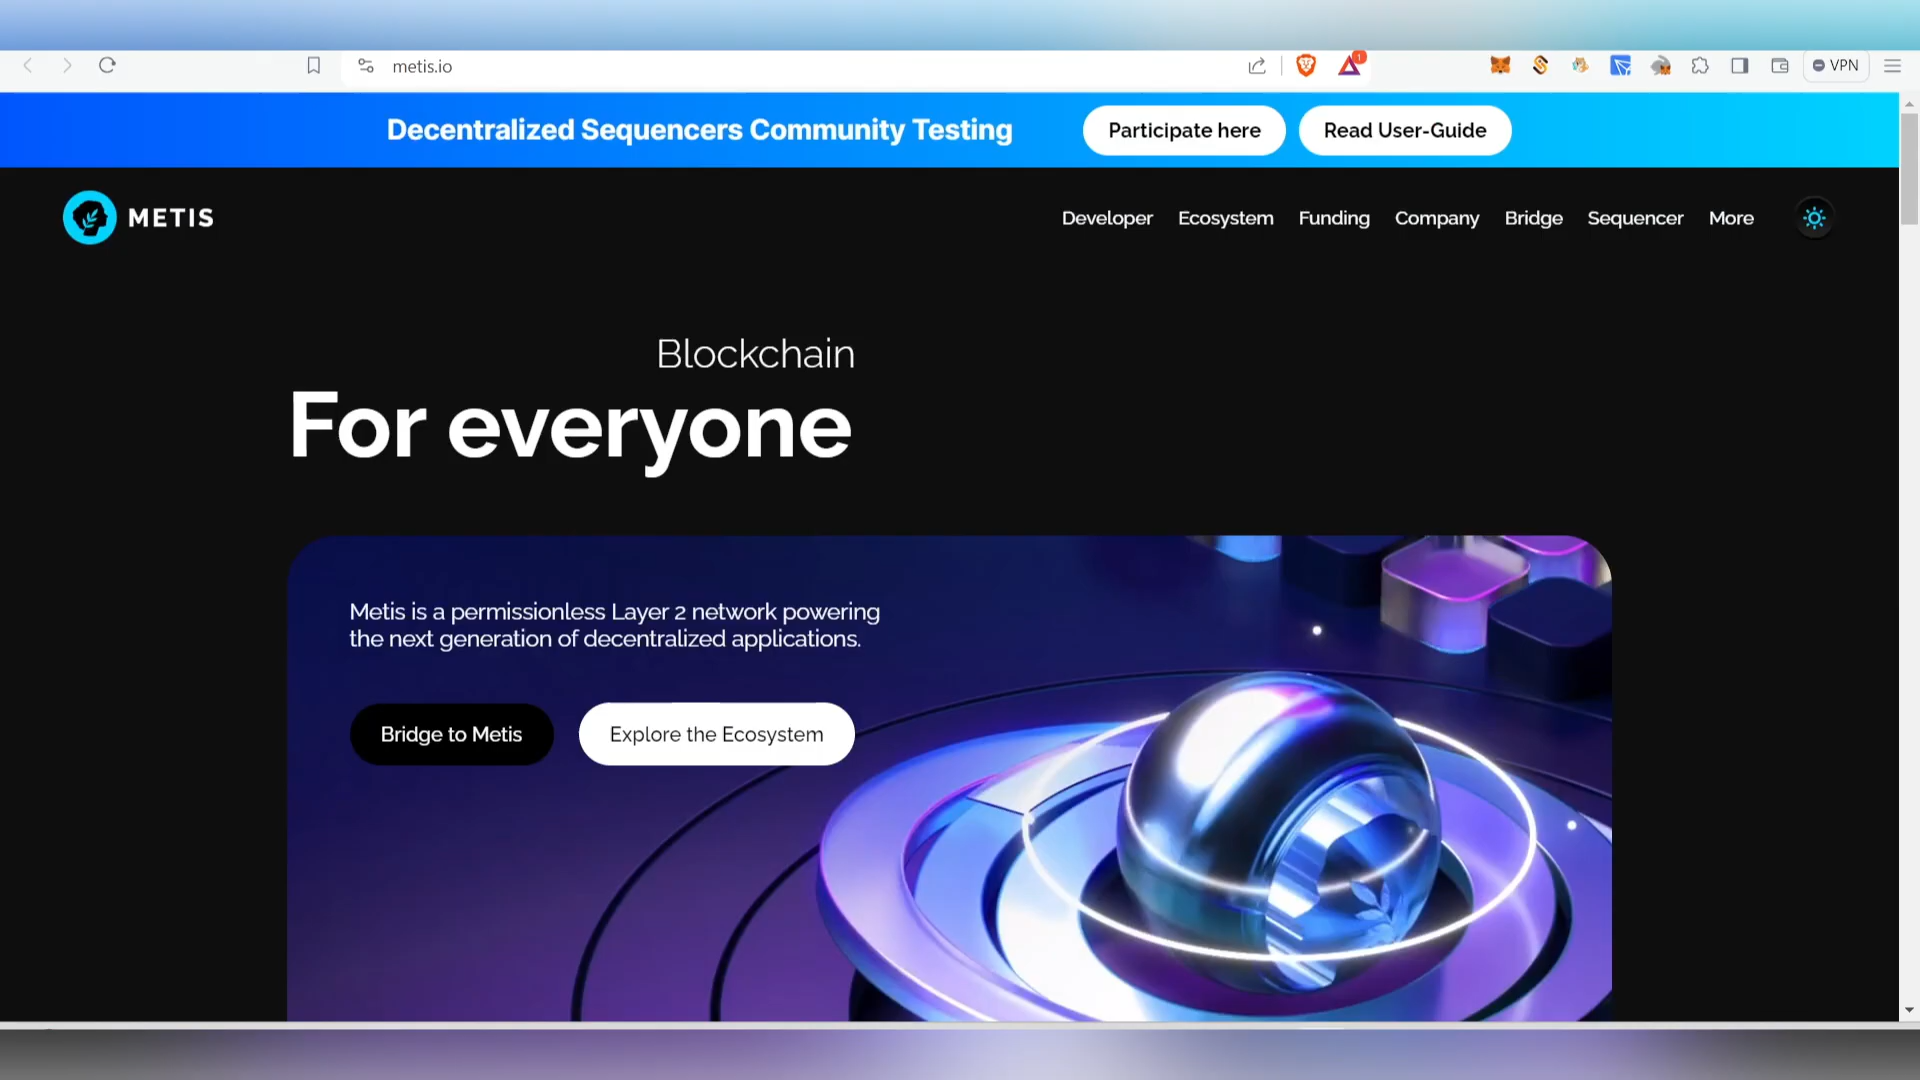 metis.io
1
VPN
Decentralized Sequencers Community Testing
Participate here
Read User-Guide
METIS
Developer Ecosystem Funding Company Bridge Sequencer More
Blockchain
For everyone
Metis is a permissionless Layer 2 network powering
the next generation of decentralized applications.
Bridge to Metis
Explore the Ecosystem